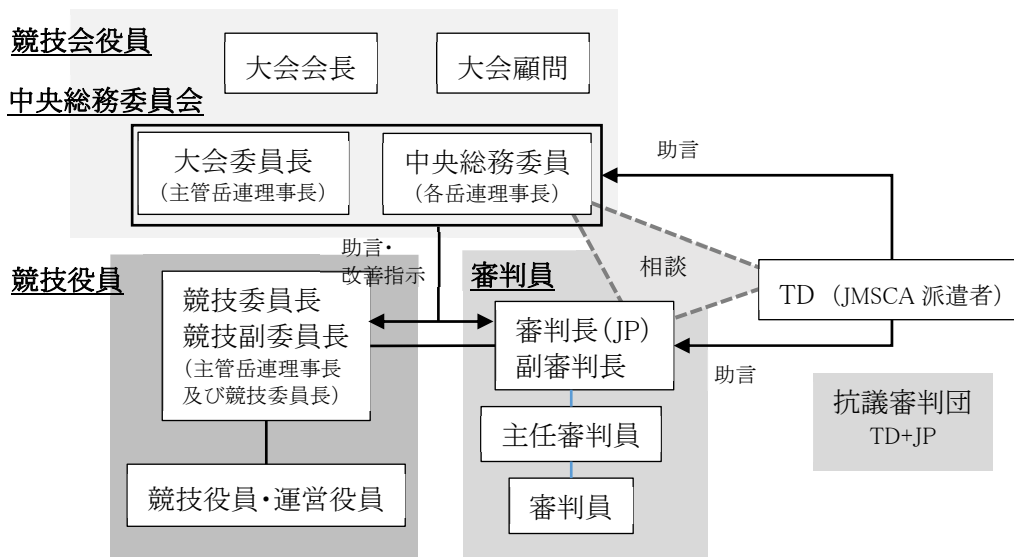 競技会役員
大会会長
大会顧問
中央総務委員会
大会委員長
(主管岳連理事長)
中央総務委員
(各岳連理事長)
助言
助言・
改善指示
相談
競技役員
審判員
競技委員長
競技副委員長
(主管岳連理事長
及び競技委員長)
審判長(JP)
副審判長
TD (JMSCA 派遣者)
助言
抗議審判団
TD+JP
主任審判員
競技役員・運営役員
審判員